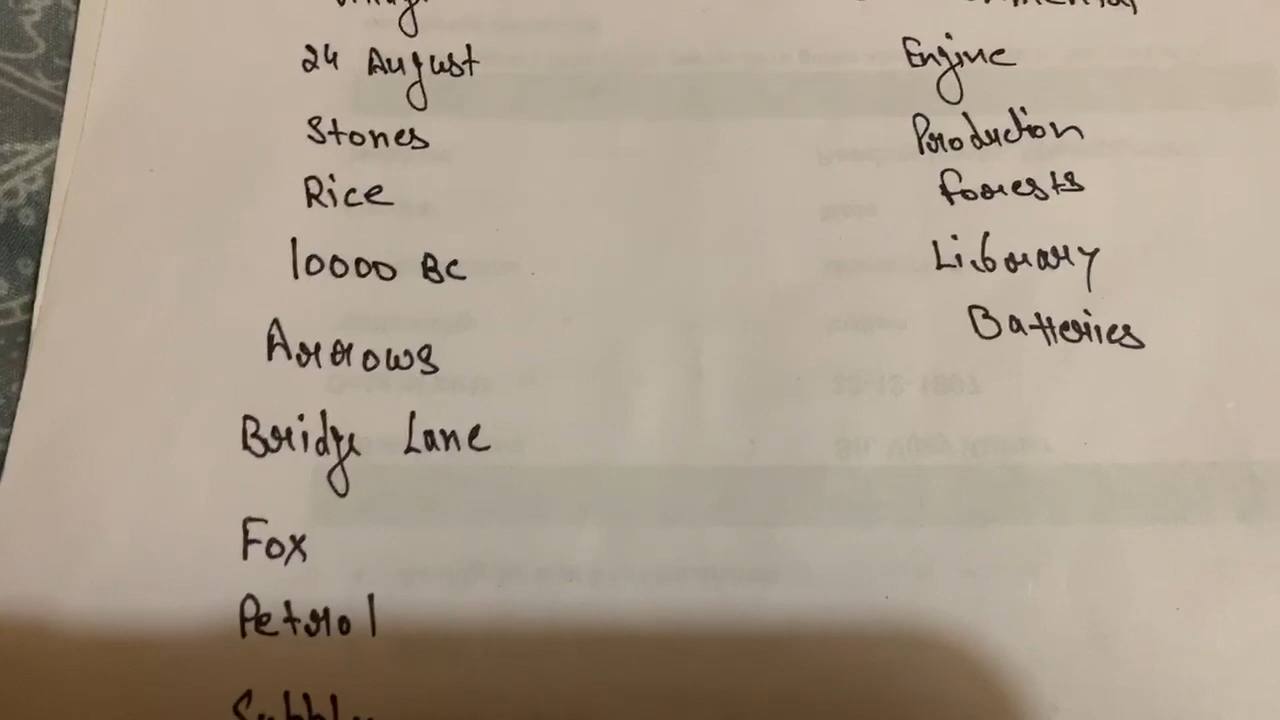 24 August
Stones
Rice
10000 BC
Arrows
Bridge Lane
Fox
Petrol
Engine
Production
forests
Library
Batteries